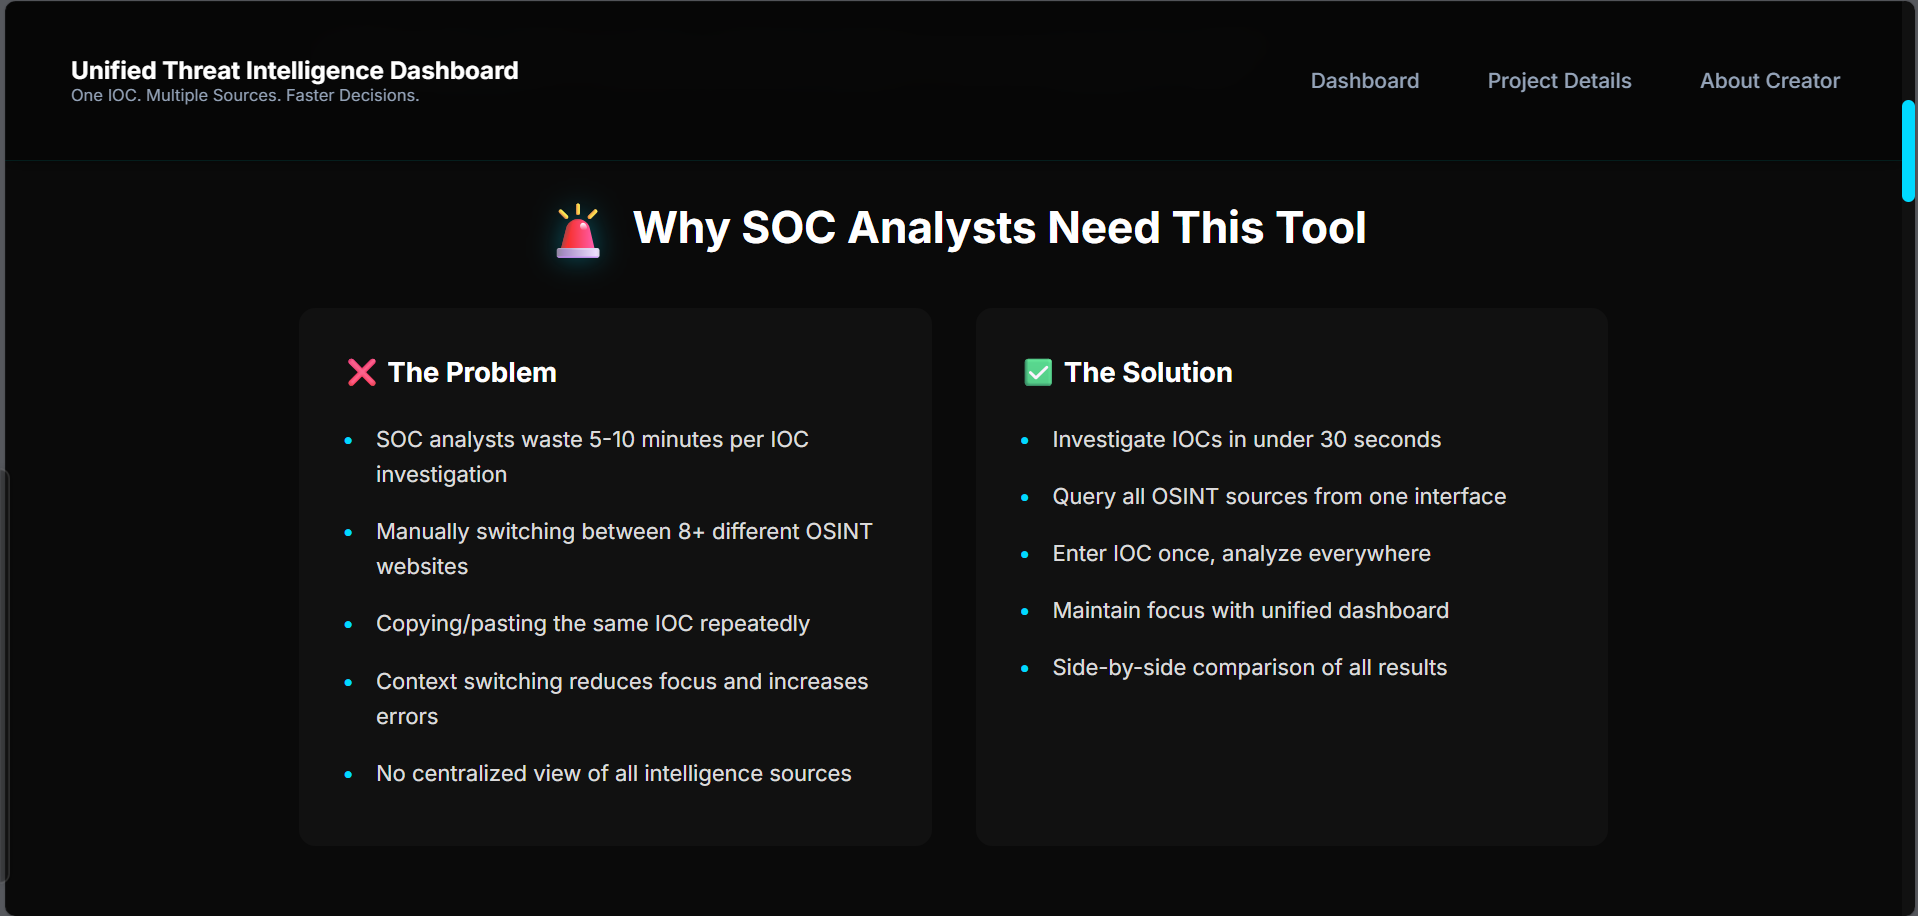 Unified Threat Intelligence Dashboard
One IOC. Multiple Sources. Faster Decisions.
Dashboard
Project Details
About Creator
Why SOC Analysts Need This Tool
The Problem
SOC analysts waste 5-10 minutes per IOC
investigation
Manually switching between 8+ different OSINT
websites
Copying/pasting the same IOC repeatedly
Context switching reduces focus and increases
errors
No centralized view of all intelligence sources
The Solution
Investigate IOCs in under 30 seconds
Query all OSINT sources from one interface
Enter IOC once, analyze everywhere
Maintain focus with unified dashboard
Side-by-side comparison of all results